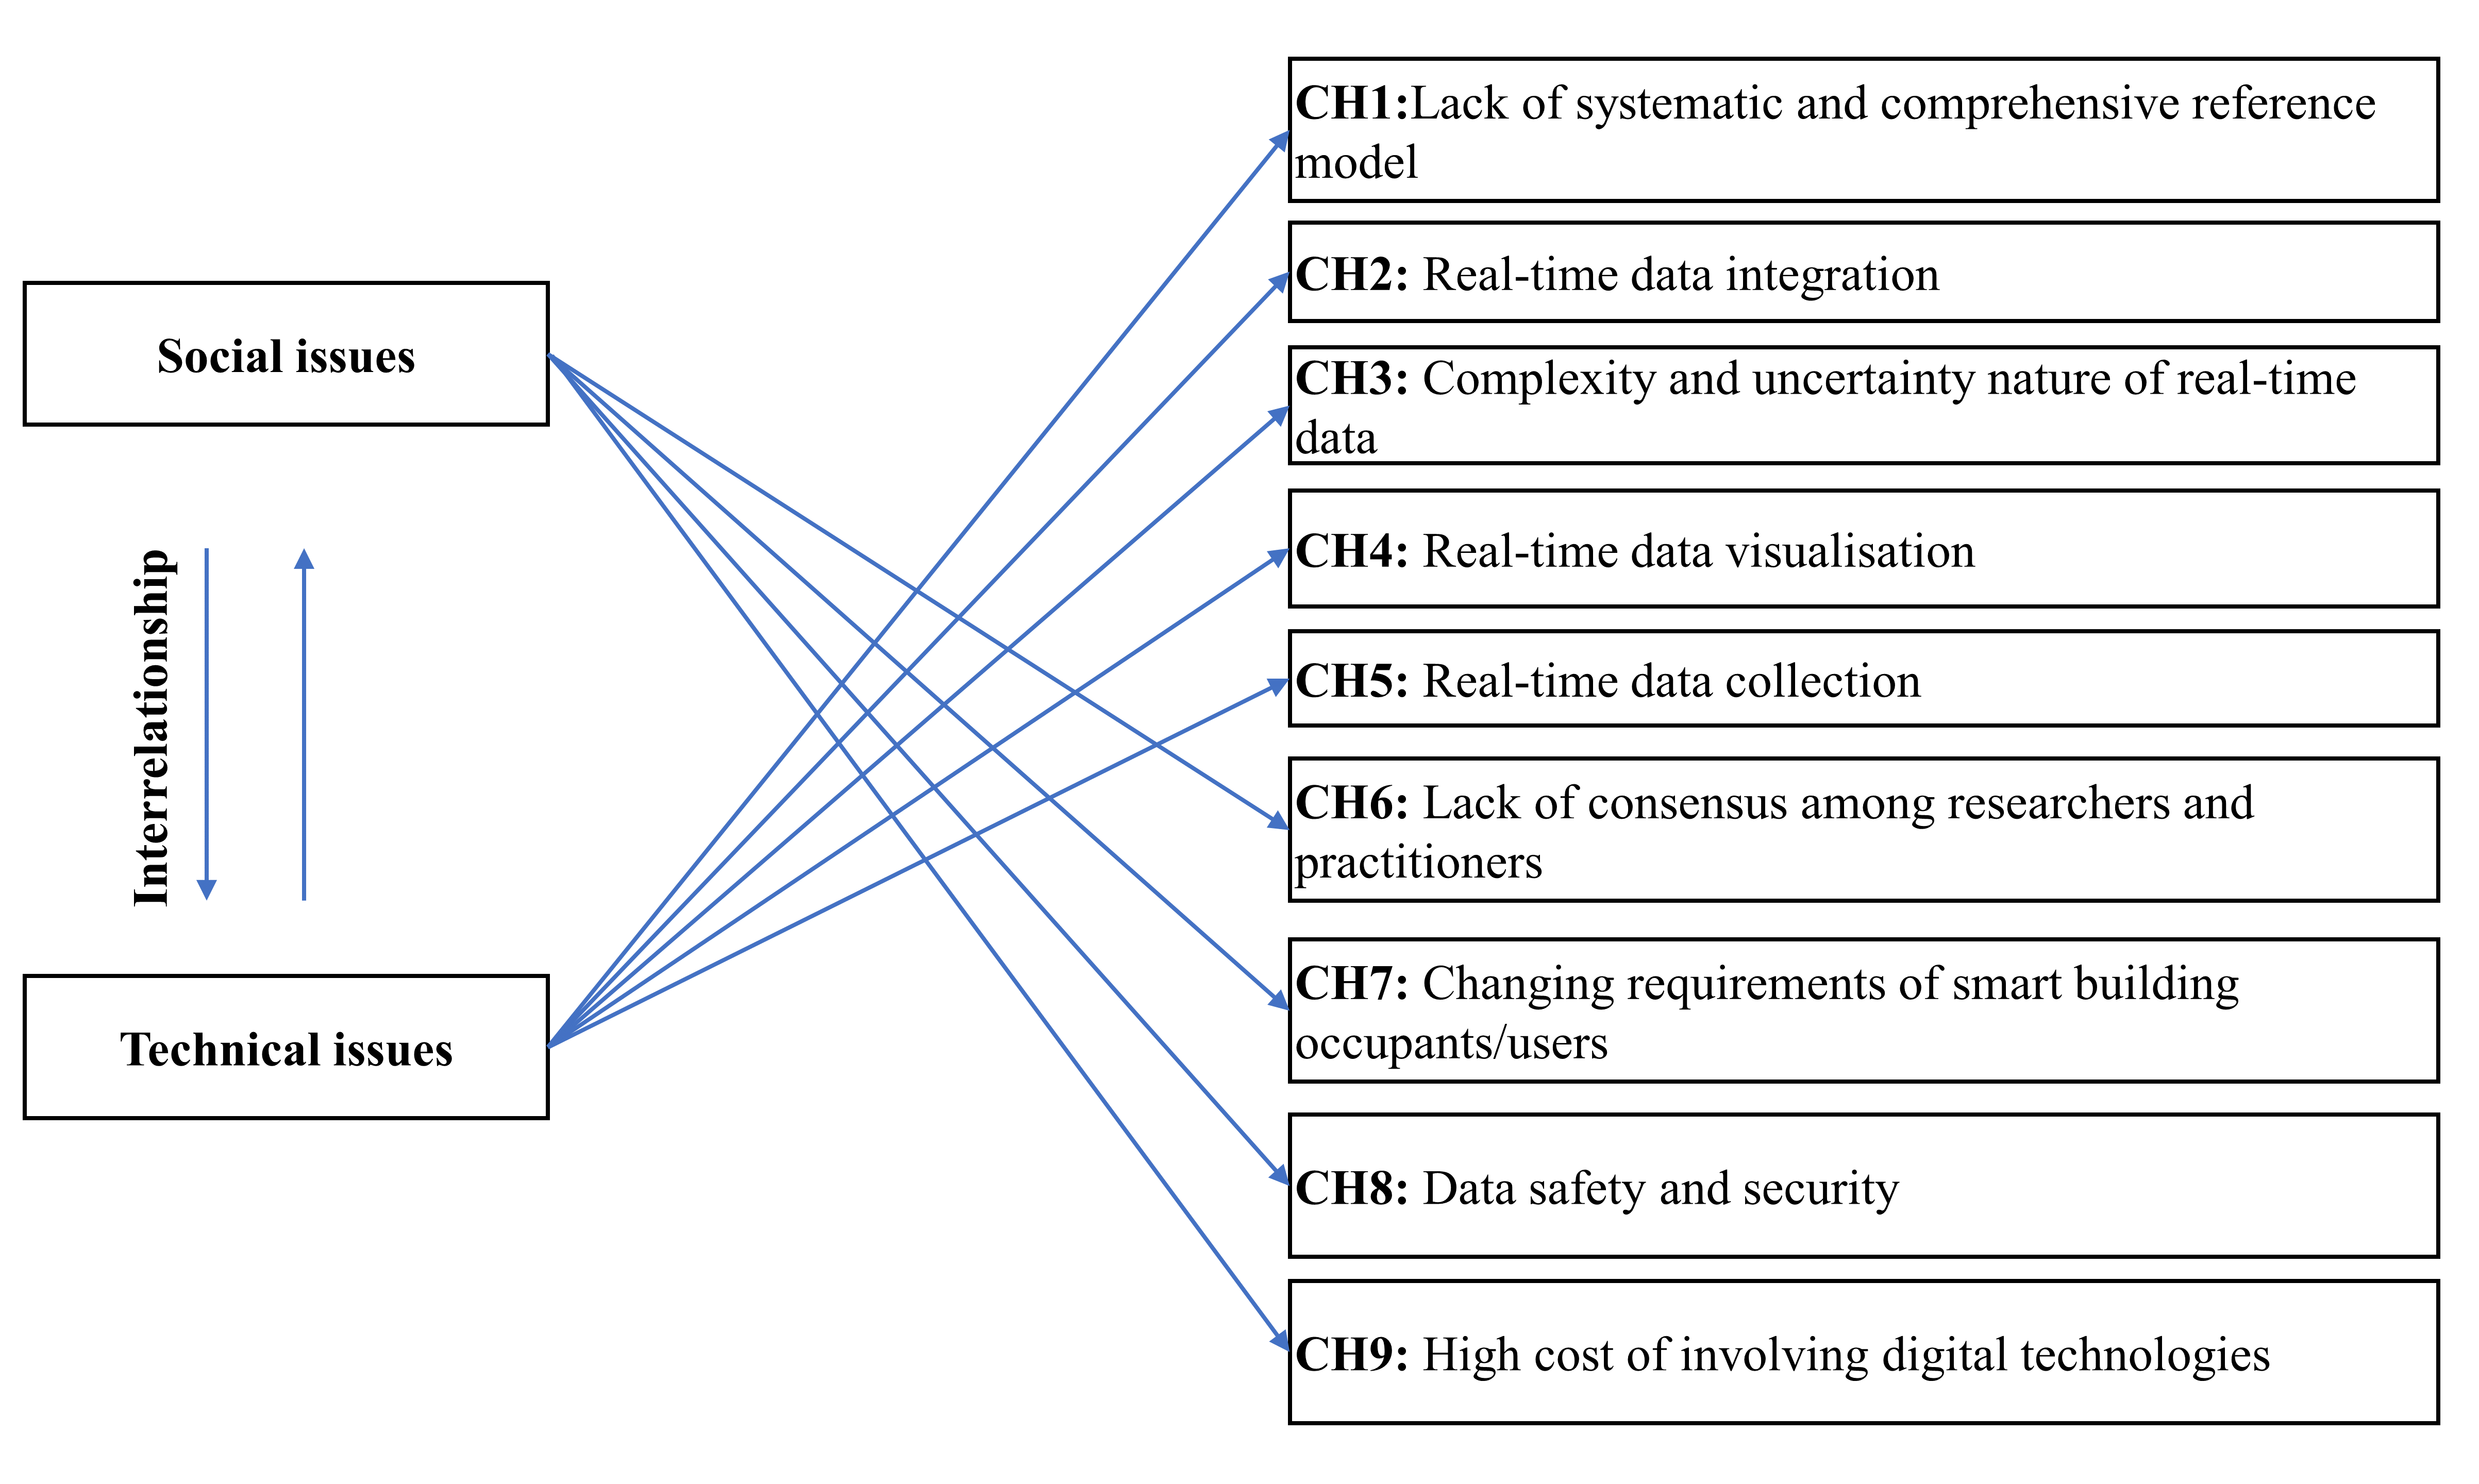 Social issues
Interrelationship
Technical issues
CH1:Lack of systematic and comprehensive reference
model
CH2: Real-time data integration
CH3: Complexity and uncertainty nature of real-time
data
CH4: Real-time data visualisation
CH5: Real-time data collection
CH6: Lack of consensus among researchers and
practitioners
CH7: Changing requirements of smart building
occupants/users
CH8: Data safety and security
CH9: High cost of involving digital technologies